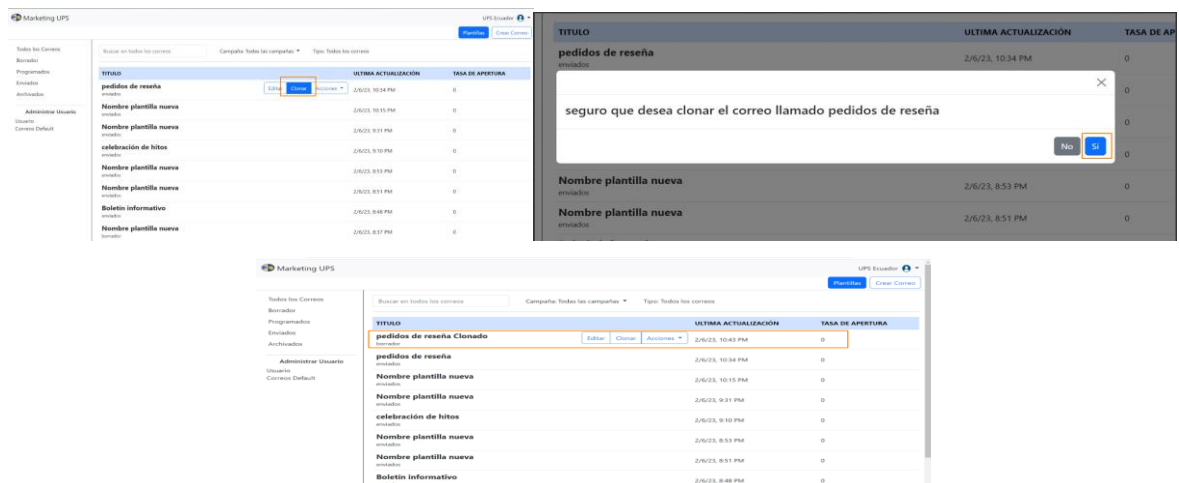 Marketing UPS
UPS Ecuador
Plantillas Crear Correo
Todos los Correos
Borrador
Programados
Enviados
Archivados
Administrar Usuario
Usuario
Correos Default
Buscar en todos los correos Campaña: Todas las campañas Tipo: Todos los correos
TITULO ULTIMA ACTUALIZACIÓN TASA DE APERTURA
pedidos de reseña Editar Clonar Acciones 2/6/23, 10:34 PM 0
enviados
Nombre plantilla nueva 2/6/23, 10:15 PM 0
enviados
Nombre plantilla nueva 2/6/23, 9:31 PM 0
enviados
celebración de hitos 2/6/23, 9:10 PM 0
enviados
Nombre plantilla nueva 2/6/23, 8:53 PM 0
enviados
Nombre plantilla nueva 2/6/23, 8:51 PM 0
enviados
Boletin informativo 2/6/23, 8:48 PM 0
enviados
Nombre plantilla nueva 2/6/23, 8:37 PM 0
borrador
TITULO ULTIMA ACTUALIZACIÓN TASA DE AP
pedidos de reseña 2/6/23, 10:34 PM 0
enviados
0
seguro que desea clonar el correo llamado pedidos de reseña
0
No Si
0
Nombre plantilla nueva 2/6/23, 8:53 PM 0
enviados
Nombre plantilla nueva 2/6/23, 8:51 PM 0
enviados
Marketing UPS
UPS Ecuador
Plantillas Crear Correo
Todos los Correos
Borrador
Programados
Enviados
Archivados
Administrar Usuario
Usuario
Correos Default
Buscar en todos los correos Campaña: Todas las campañas Tipo: Todos los correos
TITULO ULTIMA ACTUALIZACIÓN TASA DE APERTURA
pedidos de reseña Clonado Editar Clonar Acciones 2/6/23, 10:43 PM 0
borrador
pedidos de reseña 2/6/23, 10:34 PM 0
enviados
Nombre plantilla nueva 2/6/23, 10:15 PM 0
enviados
Nombre plantilla nueva 2/6/23, 9:31 PM 0
enviados
celebración de hitos 2/6/23, 9:10 PM 0
enviados
Nombre plantilla nueva 2/6/23, 8:53 PM 0
enviados
Nombre plantilla nueva 2/6/23, 8:51 PM 0
enviados
Boletin informativo 2/6/23, 8:48 PM 0